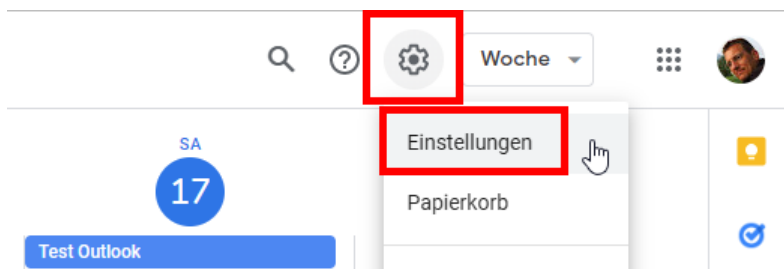 Woche
SA
17
Einstellungen
Papierkorb
Test Outlook